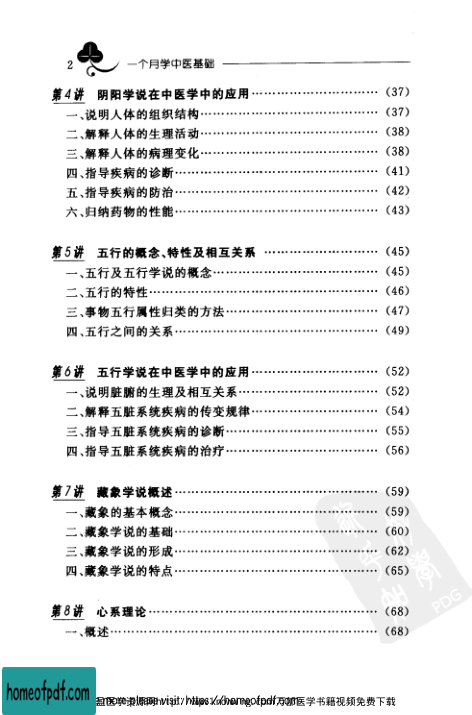 2 一个月学中医基础
第4讲 阴阳学说在中医学中的应用……………………………(37)
一、说明人体的组织结构……………………………(37)
二、解释人体的生理活动……………………………(38)
三、解释人体的病理变化……………………………(38)
四、指导疾病的诊断……………………………(41)
五、指导疾病的防治……………………………(42)
六、归纳药物的性能……………………………(43)
第5讲 五行的概念、特性及相互关系……………………………(45)
一、五行及五行学说的概念……………………………(45)
二、五行的特性……………………………(46)
三、事物五行属性归类的方法……………………………(47)
四、五行之间的关系……………………………(49)
第6讲 五行学说在中医学中的应用……………………………(52)
一、说明脏腑的生理及相互关系……………………………(52)
二、解释五脏系统疾病的传变规律……………………………(54)
三、指导五脏系统疾病的诊断……………………………(55)
四、指导五脏系统疾病的治疗……………………………(56)
第7讲 藏象学说概述……………………………(59)
一、藏象的基本概念……………………………(59)
二、藏象学说的基础……………………………(60)
三、藏象学说的形成……………………………(62)
四、藏象学说的特点……………………………(65)
第8讲 心系理论……………………………(68)
一、概述……………………………(68)
PDG
homeofpdf.com
please visit: https://homeofpdf.com
医学书籍视频免费下载